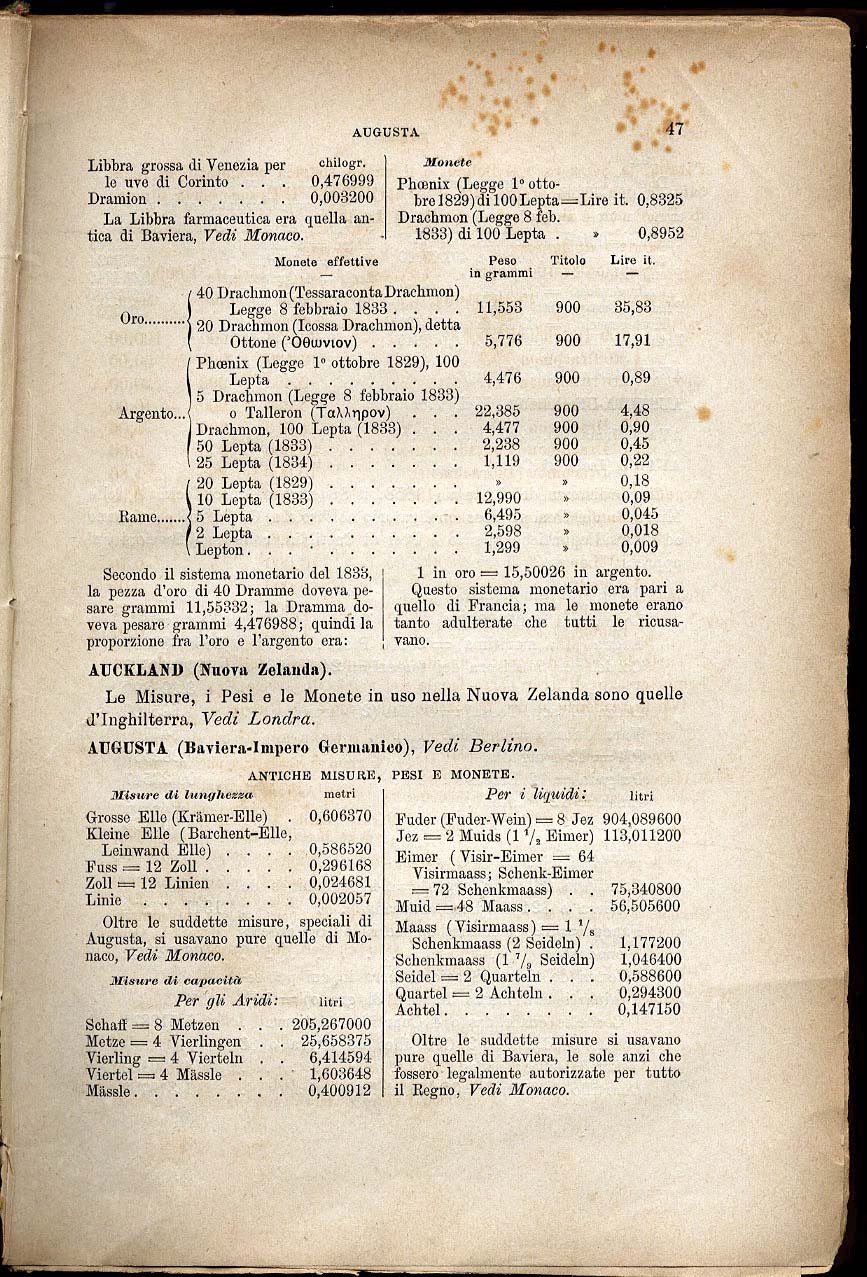 AUGUSTA 47
Libbra grossa di Venezia per chilogr.
le uve di Corinto . . . 0,476999
Dramion . . . . . . . 0,003200
La Libbra farmaceutica era quella an-
tica di Baviera, Vedi Monaco.
Monete
Phœnix (Legge 1º otto-
bre 1829) di 100 Lepta=Lire it. 0,8325
Drachmon (Legge 8 feb.
1833) di 100 Lepta . » 0,8952
Monete effettive Peso in grammi Titolo Lire it.
Oro..........
40 Drachmon (Tessaraconta Drachmon)
Legge 8 febbraio 1833 . . . . 11,553 900 35,83
20 Drachmon (Icossa Drachmon), detta
Ottone (Ὀθωνιον) . . . . . 5,776 900 17,91
Argento...
Phœnix (Legge 1º ottobre 1829), 100
Lepta . . . . . . . . . 4,476 900 0,89
5 Drachmon (Legge 8 febbraio 1833)
o Talleron (Ταλληρον) . . . 22,385 900 4,48
Drachmon, 100 Lepta (1833) . . . 4,477 900 0,90
50 Lepta (1833) . . . . . . . 2,238 900 0,45
25 Lepta (1834) . . . . . . . 1,119 900 0,22
Rame.......
20 Lepta (1829) . . . . . . . » » 0,18
10 Lepta (1833) . . . . . . . 12,990 » 0,09
5 Lepta . . . . . . . . . . 6,495 » 0,045
2 Lepta . . . . . . . . . . 2,598 » 0,018
Lepton . . . . . . . . . . . 1,299 » 0,009
Secondo il sistema monetario del 1833,
la pezza d'oro di 40 Dramme doveva pe-
sare grammi 11,55332; la Dramma do-
veva pesare grammi 4,476988; quindi la
proporzione fra l'oro e l'argento era:
1 in oro = 15,50026 in argento.
Questo sistema monetario era pari a
quello di Francia; ma le monete erano
tanto adulterate che tutti le ricusa-
vano.
AUCKLAND (Nuova Zelanda).
Le Misure, i Pesi e le Monete in uso nella Nuova Zelanda sono quelle
d'Inghilterra, Vedi Londra.
AUGUSTA (Baviera-Impero Germanico), Vedi Berlino.
ANTICHE MISURE, PESI E MONETE.
Misure di lunghezza metri
Grosse Elle (Krämer-Elle) . 0,606370
Kleine Elle (Barchent-Elle,
Leinwand Elle) . . . . 0,586520
Fuss = 12 Zoll . . . . . 0,296168
Zoll = 12 Linien . . . . 0,024681
Linie . . . . . . . . 0,002057
Oltre le suddette misure, speciali di
Augusta, si usavano pure quelle di Mo-
naco, Vedi Monaco.
Misure di capacità
Per gli Aridi: litri
Schaff = 8 Metzen . . . 205,267000
Metze = 4 Vierlingen . . 25,658375
Vierling = 4 Vierteln . . 6,414594
Viertel = 4 Mässle . . . 1,603648
Mässle . . . . . . . . 0,400912
Per i liquidi: litri
Fuder (Fuder-Wein) = 8 Jez 904,089600
Jez = 2 Muids (1 1/2 Eimer) 113,011200
Eimer (Visir-Eimer = 64
Visirmaass; Schenk-Eimer
= 72 Schenkmaass) . . 75,340800
Muid = 48 Maass . . . . 56,505600
Maass (Visirmaass) = 1 1/8
Schenkmaass (2 Seideln) . 1,177200
Schenkmaass (1 7/9 Seideln) 1,046400
Seidel = 2 Quarteln . . . 0,588600
Quartel = 2 Achteln . . . 0,294300
Achtel . . . . . . . . 0,147150
Oltre le suddette misure si usavano
pure quelle di Baviera, le sole anzi che
fossero legalmente autorizzate per tutto
il Regno, Vedi Monaco.